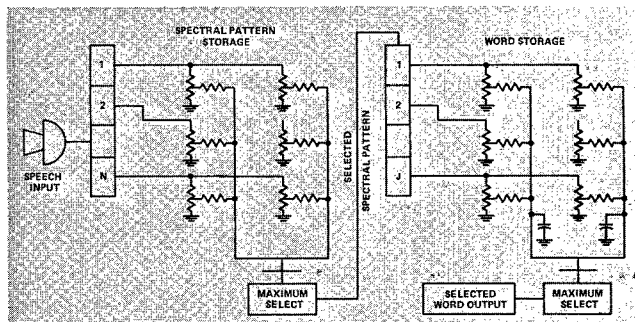 SPECTRAL PATTERN
STORAGE
WORD STORAGE
1
2
N
SPEECH
INPUT
SELECTED
SPECTRAL PATTERN
1
2
J
MAXIMUM
SELECT
SELECTED
WORD OUTPUT
MAXIMUM
SELECT